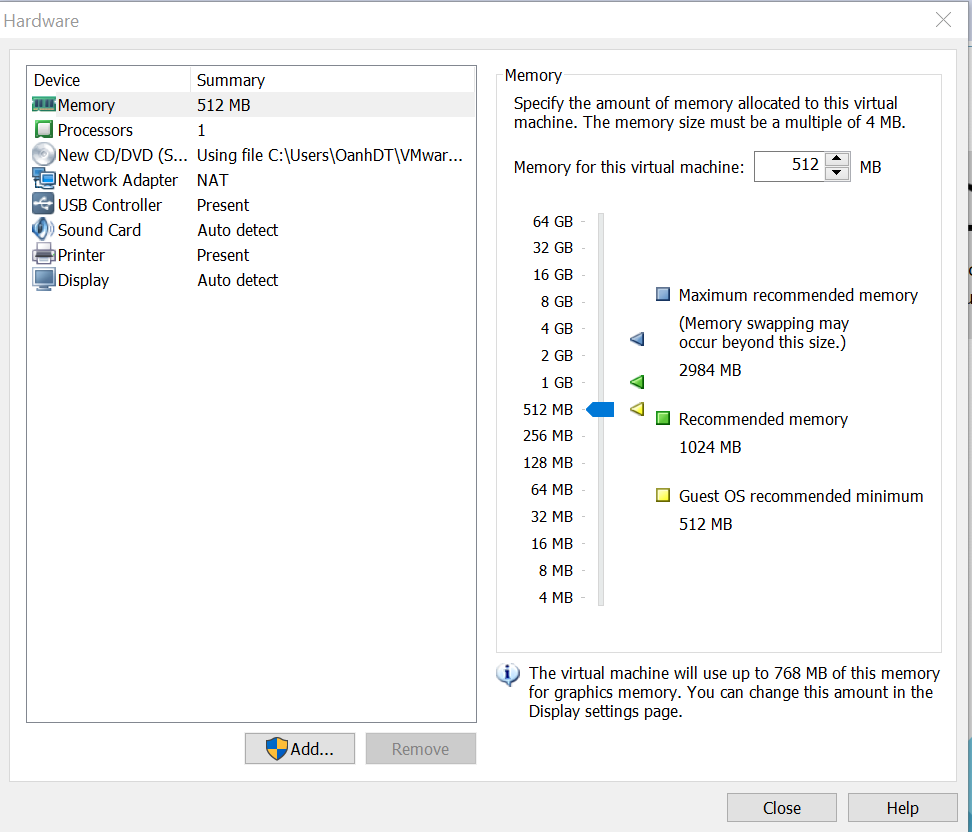 Hardware
Device Summary
Memory 512 MB
Processors 1
New CD/DVD (S... Using file C:\Users\OanhDT\VMwar...
Network Adapter NAT
USB Controller Present
Sound Card Auto detect
Printer Present
Display Auto detect
Add...
Remove
Memory
Specify the amount of memory allocated to this virtual
machine. The memory size must be a multiple of 4 MB.
Memory for this virtual machine: 512 MB
64 GB
32 GB
16 GB
8 GB
4 GB
2 GB
1 GB
512 MB
256 MB
128 MB
64 MB
32 MB
16 MB
8 MB
4 MB
Maximum recommended memory
(Memory swapping may
occur beyond this size.)
2984 MB
Recommended memory
1024 MB
Guest OS recommended minimum
512 MB
The virtual machine will use up to 768 MB of this memory
for graphics memory. You can change this amount in the
Display settings page.
Close
Help